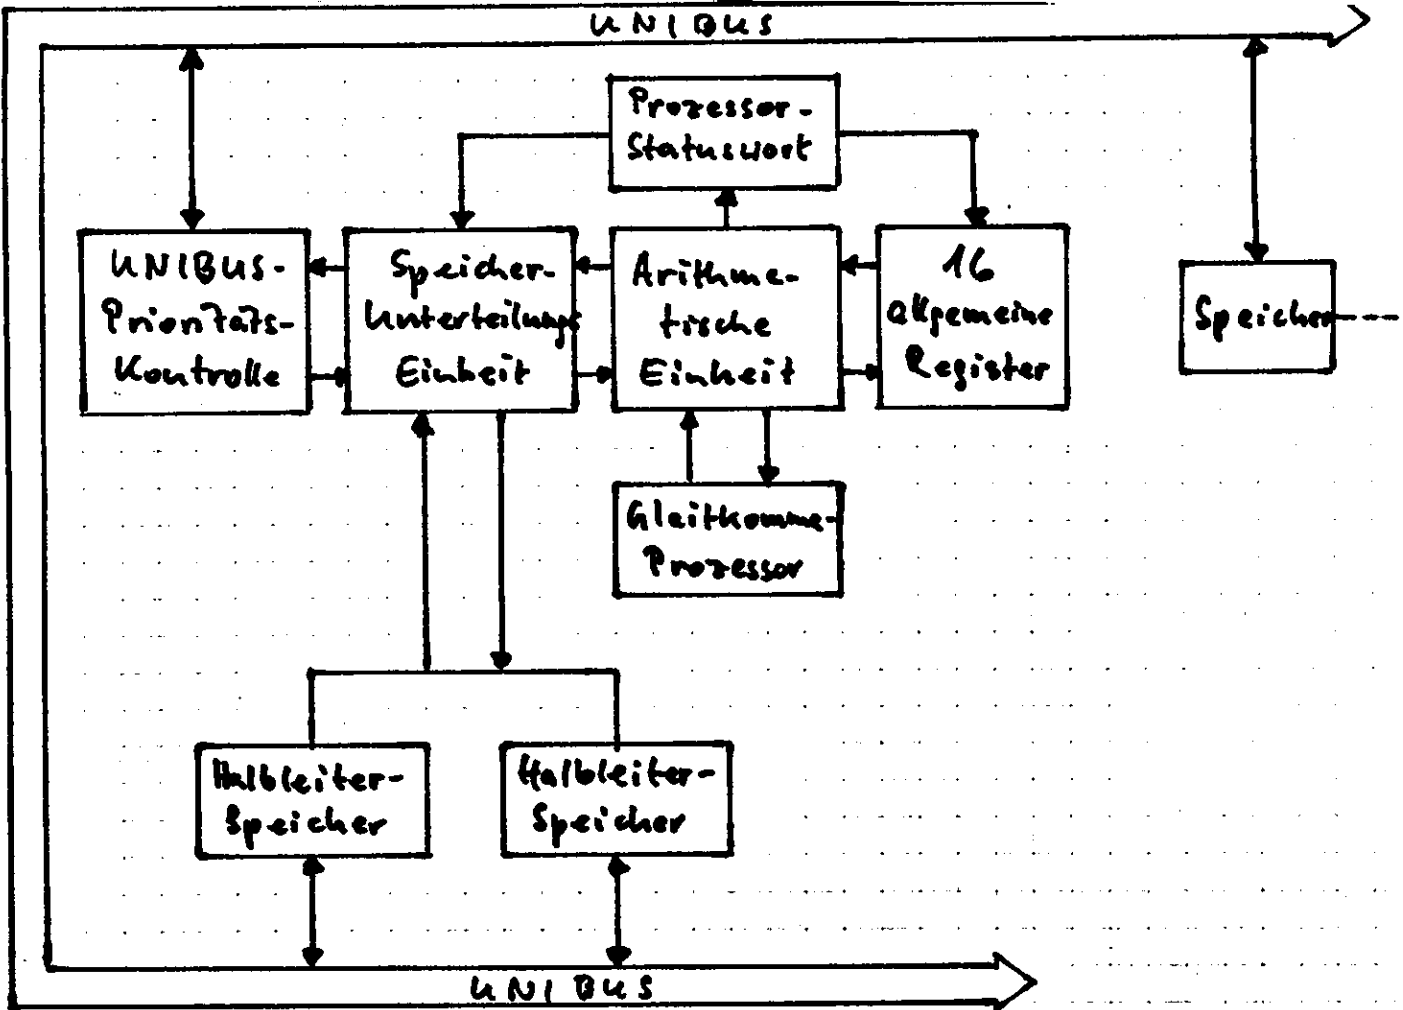 UNIBUS
Prozessor-
Statuswort
UNIBUS-
Prioritäts-
Kontrolle
Speicher-
Unterteilungs
Einheit
Arithme-
tische
Einheit
16
allgemeine
Register
Speicher
Gleitkomma-
Prozessor
Halbleiter-
Speicher
Halbleiter-
Speicher
UNIBUS